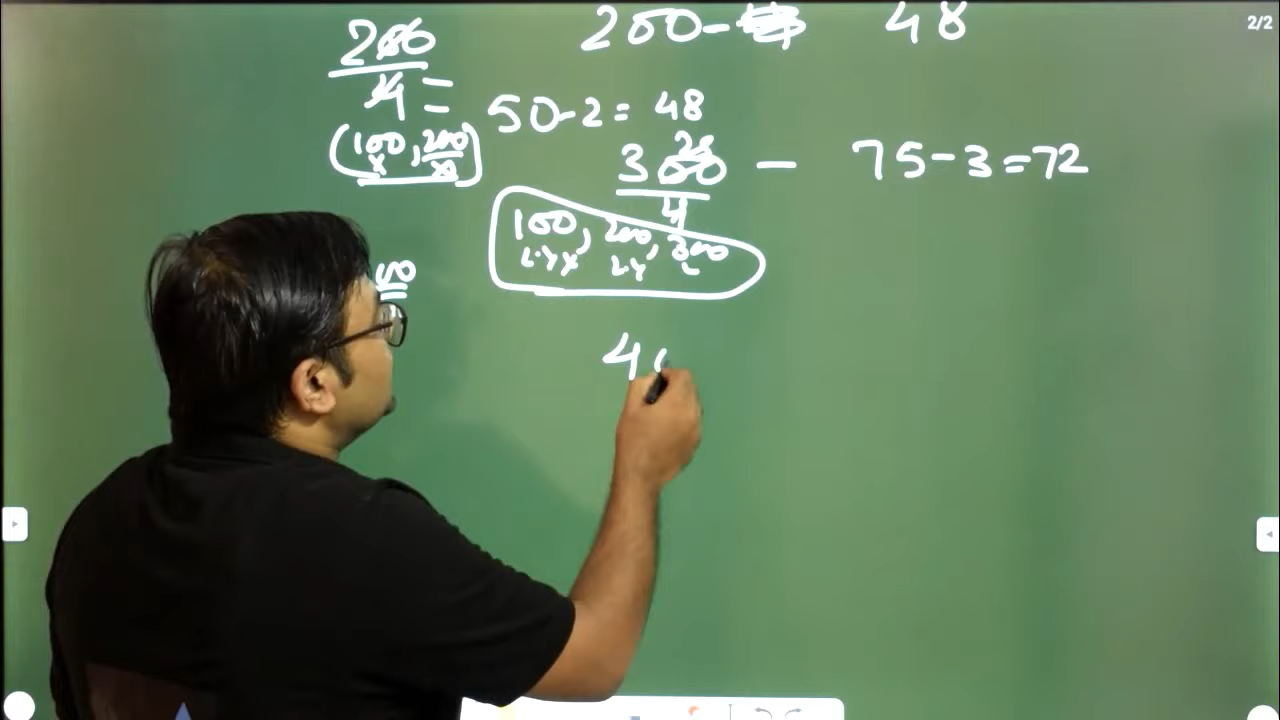 200 200- 48 2/2
4 =
50-2= 48
(100, 200)
300 - 75-3=72
4
100, 200, 300
L.Y L.Y L
40
4